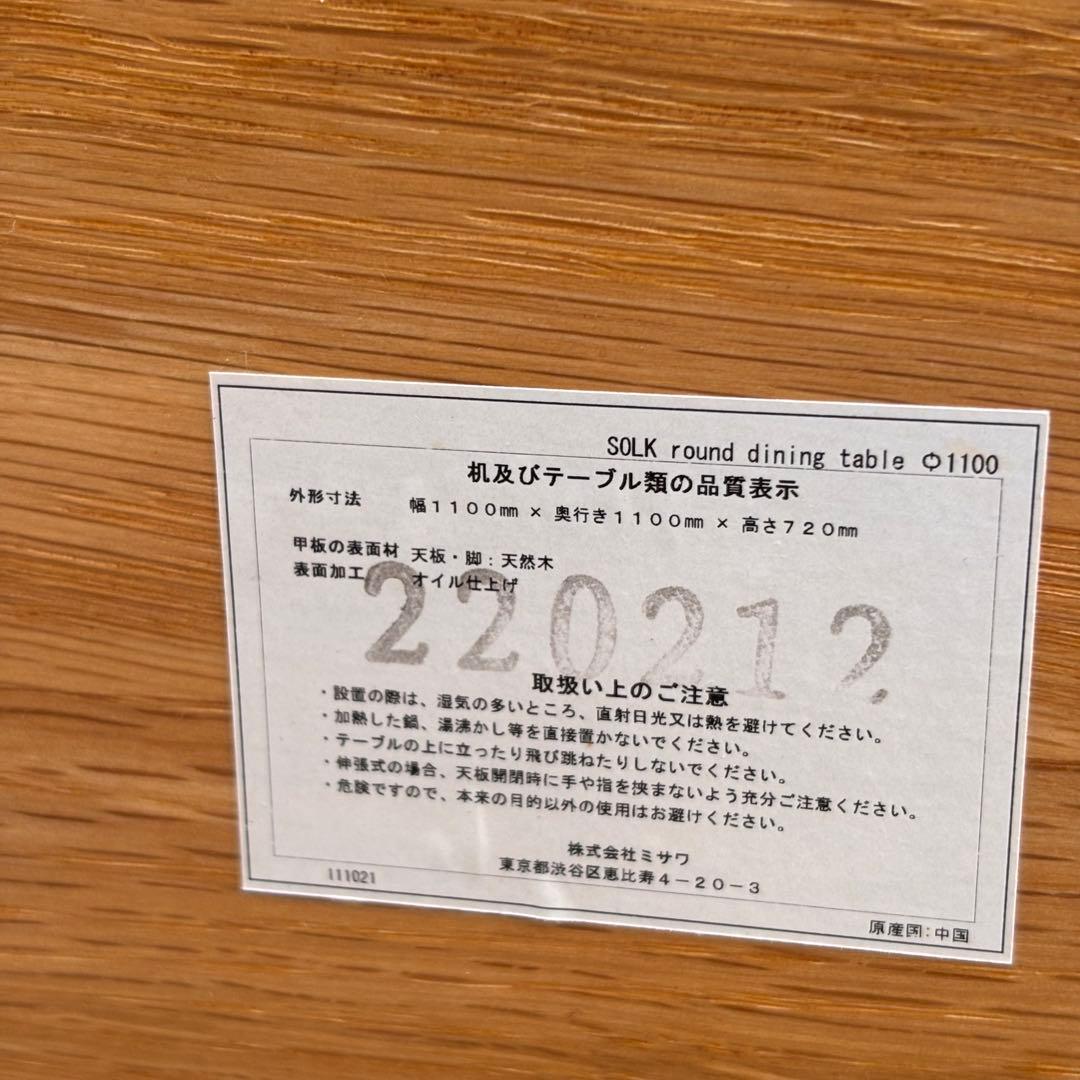 SOLK round dining table Φ1100
机及びテーブル類の品質表示
外形寸法 幅1100㎜ × 奥行き1100㎜ × 高さ720㎜
甲板の表面材 天板・脚：天然木
表面加工 オイル仕上げ
220212
取扱い上のご注意
・設置の際は、湿気の多いところ、直射日光又は熱を避けてください。
・加熱した鍋、湯沸かし等を直接置かないでください。
・テーブルの上に立ったり飛び跳ねたりしないでください。
・伸張式の場合、天板開閉時に手や指を挟まないよう充分ご注意ください。
・危険ですので、本来の目的以外の使用はお避けください。
株式会社ミサワ
東京都渋谷区恵比寿4－20－3
111021
原産国:中国